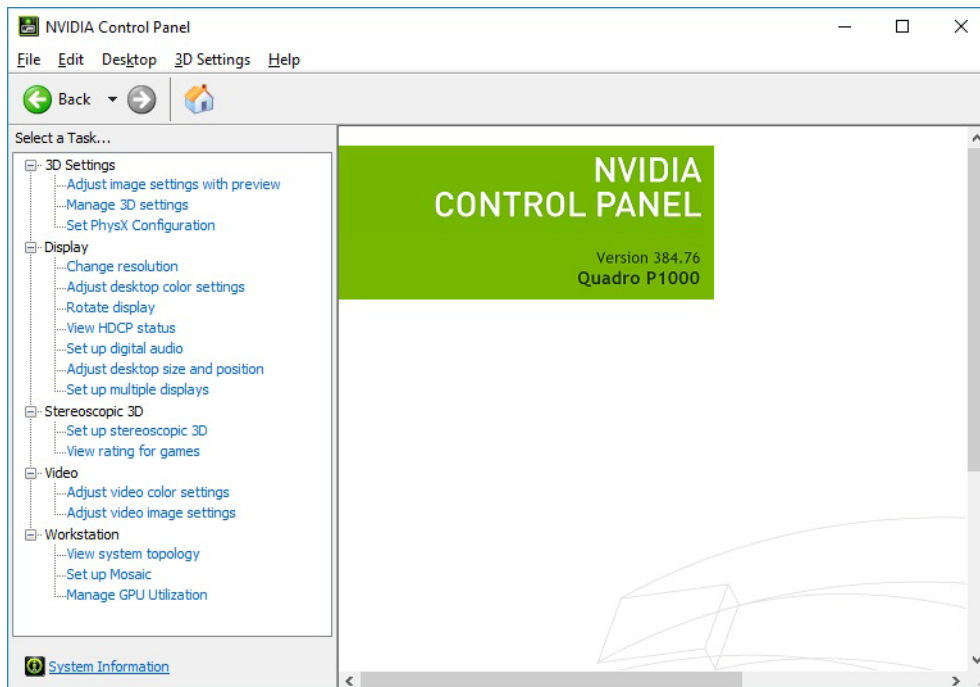 NVIDIA Control Panel
File Edit Desktop 3D Settings Help
Back
Select a Task...
3D Settings
Adjust image settings with preview
Manage 3D settings
Set PhysX Configuration
Display
Change resolution
Adjust desktop color settings
Rotate display
View HDCP status
Set up digital audio
Adjust desktop size and position
Set up multiple displays
Stereoscopic 3D
Set up stereoscopic 3D
View rating for games
Video
Adjust video color settings
Adjust video image settings
Workstation
View system topology
Set up Mosaic
Manage GPU Utilization
System Information
NVIDIA
CONTROL PANEL
Version 384.76
Quadro P1000